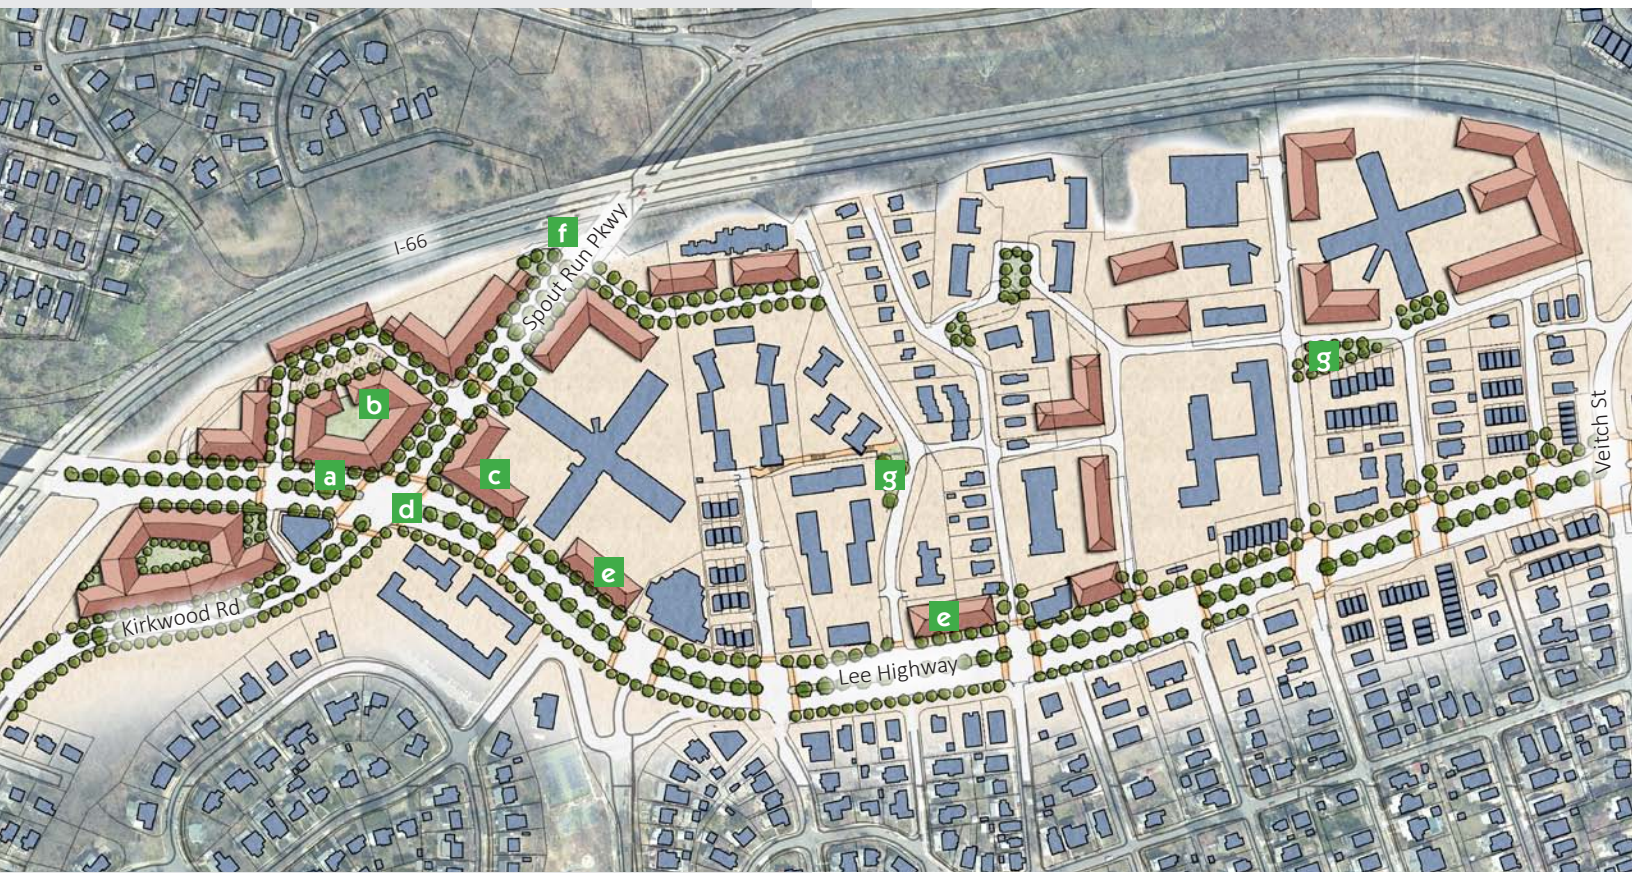 f
I-66
Spout Run Pkwy
g
b
Veitch St
a
c
g
d
e
Kirkwood Rd
e
Lee Highway